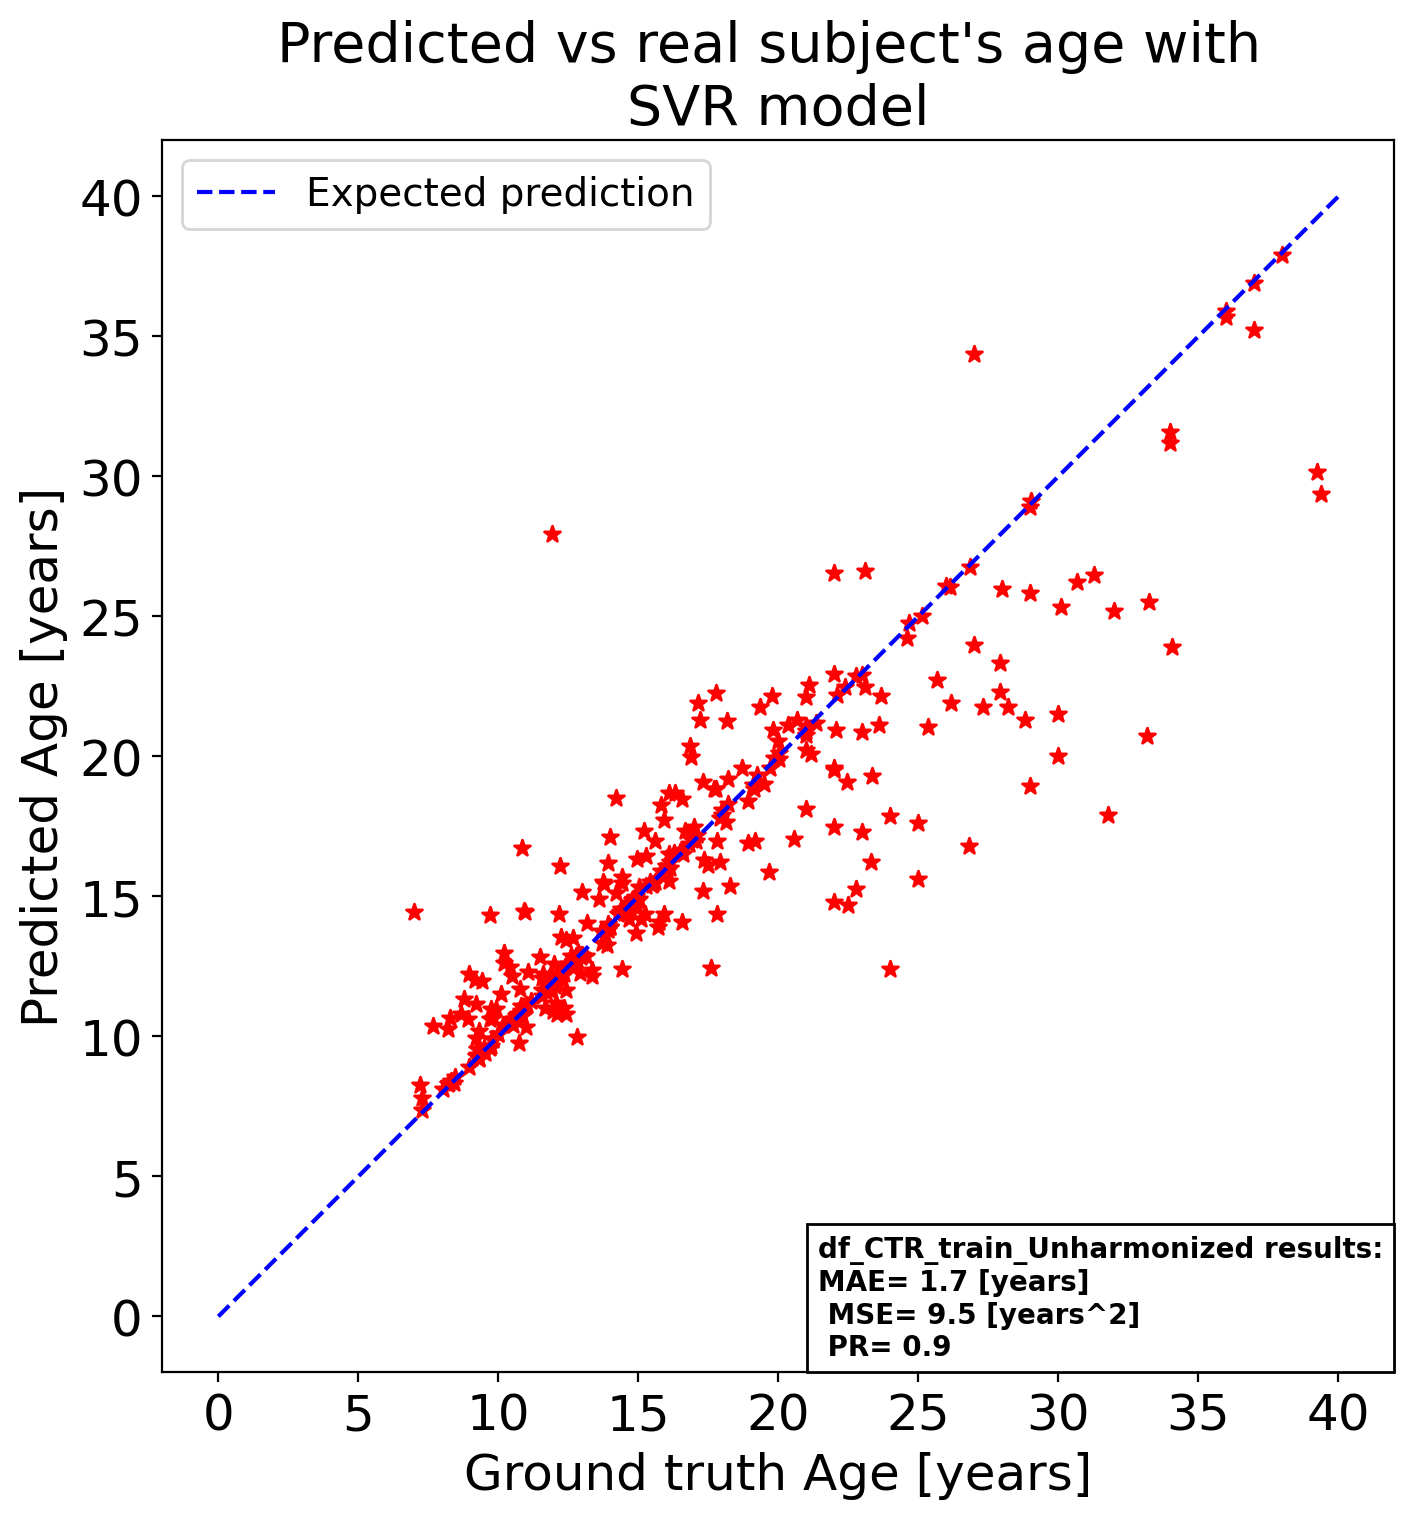 Predicted vs real subject's age with
SVR model
Expected prediction
40
35
30
25
20
15
10
5
0
Predicted Age [years]
df_CTR_train_Unharmonized results:
MAE= 1.7 [years]
MSE= 9.5 [years^2]
PR= 0.9
0 5 10 15 20 25 30 35 40
Ground truth Age [years]